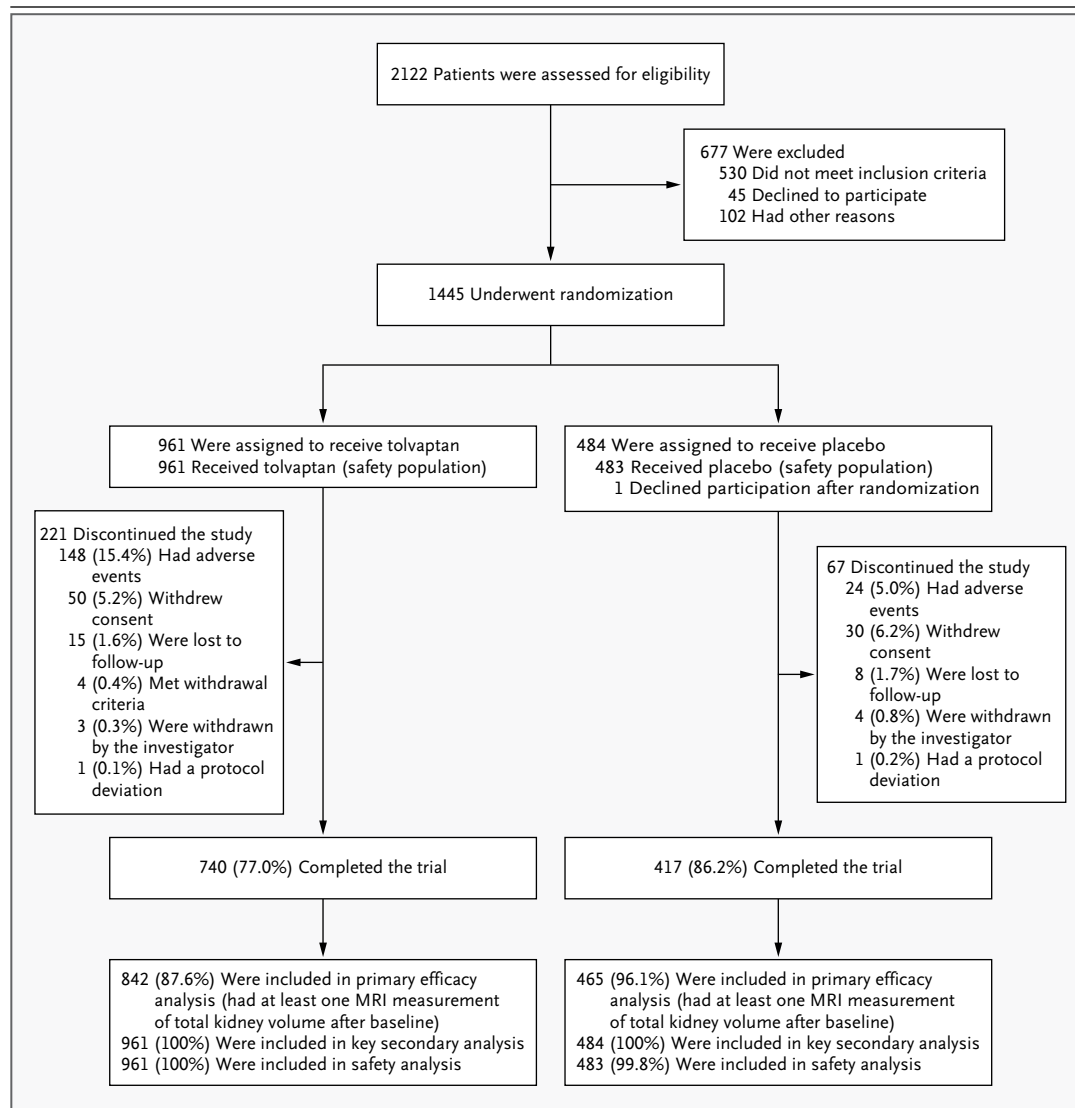 2122 Patients were assessed for eligibility
677 Were excluded
530 Did not meet inclusion criteria
45 Declined to participate
102 Had other reasons
1445 Underwent randomization
961 Were assigned to receive tolvaptan
961 Received tolvaptan (safety population)
484 Were assigned to receive placebo
483 Received placebo (safety population)
1 Declined participation after randomization
221 Discontinued the study
148 (15.4%) Had adverse
events
50 (5.2%) Withdrew
consent
15 (1.6%) Were lost to
follow-up
4 (0.4%) Met withdrawal
criteria
3 (0.3%) Were withdrawn
by the investigator
1 (0.1%) Had a protocol
deviation
67 Discontinued the study
24 (5.0%) Had adverse
events
30 (6.2%) Withdrew
consent
8 (1.7%) Were lost to
follow-up
4 (0.8%) Were withdrawn
by the investigator
1 (0.2%) Had a protocol
deviation
740 (77.0%) Completed the trial
417 (86.2%) Completed the trial
842 (87.6%) Were included in primary efficacy
analysis (had at least one MRI measurement
of total kidney volume after baseline)
961 (100%) Were included in key secondary analysis
961 (100%) Were included in safety analysis
465 (96.1%) Were included in primary efficacy
analysis (had at least one MRI measurement
of total kidney volume after baseline)
484 (100%) Were included in key secondary analysis
483 (99.8%) Were included in safety analysis